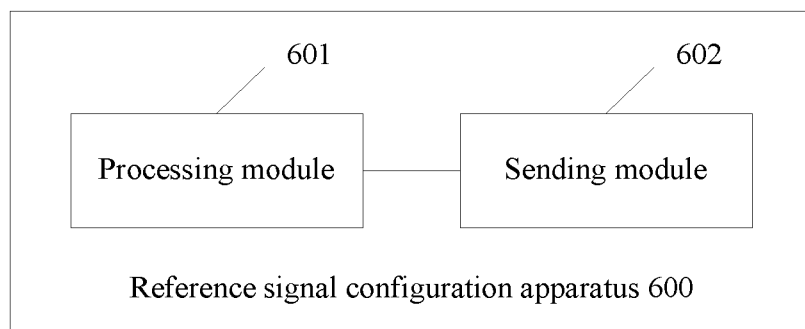 601
602
Processing module
Sending module
Reference signal configuration apparatus 600